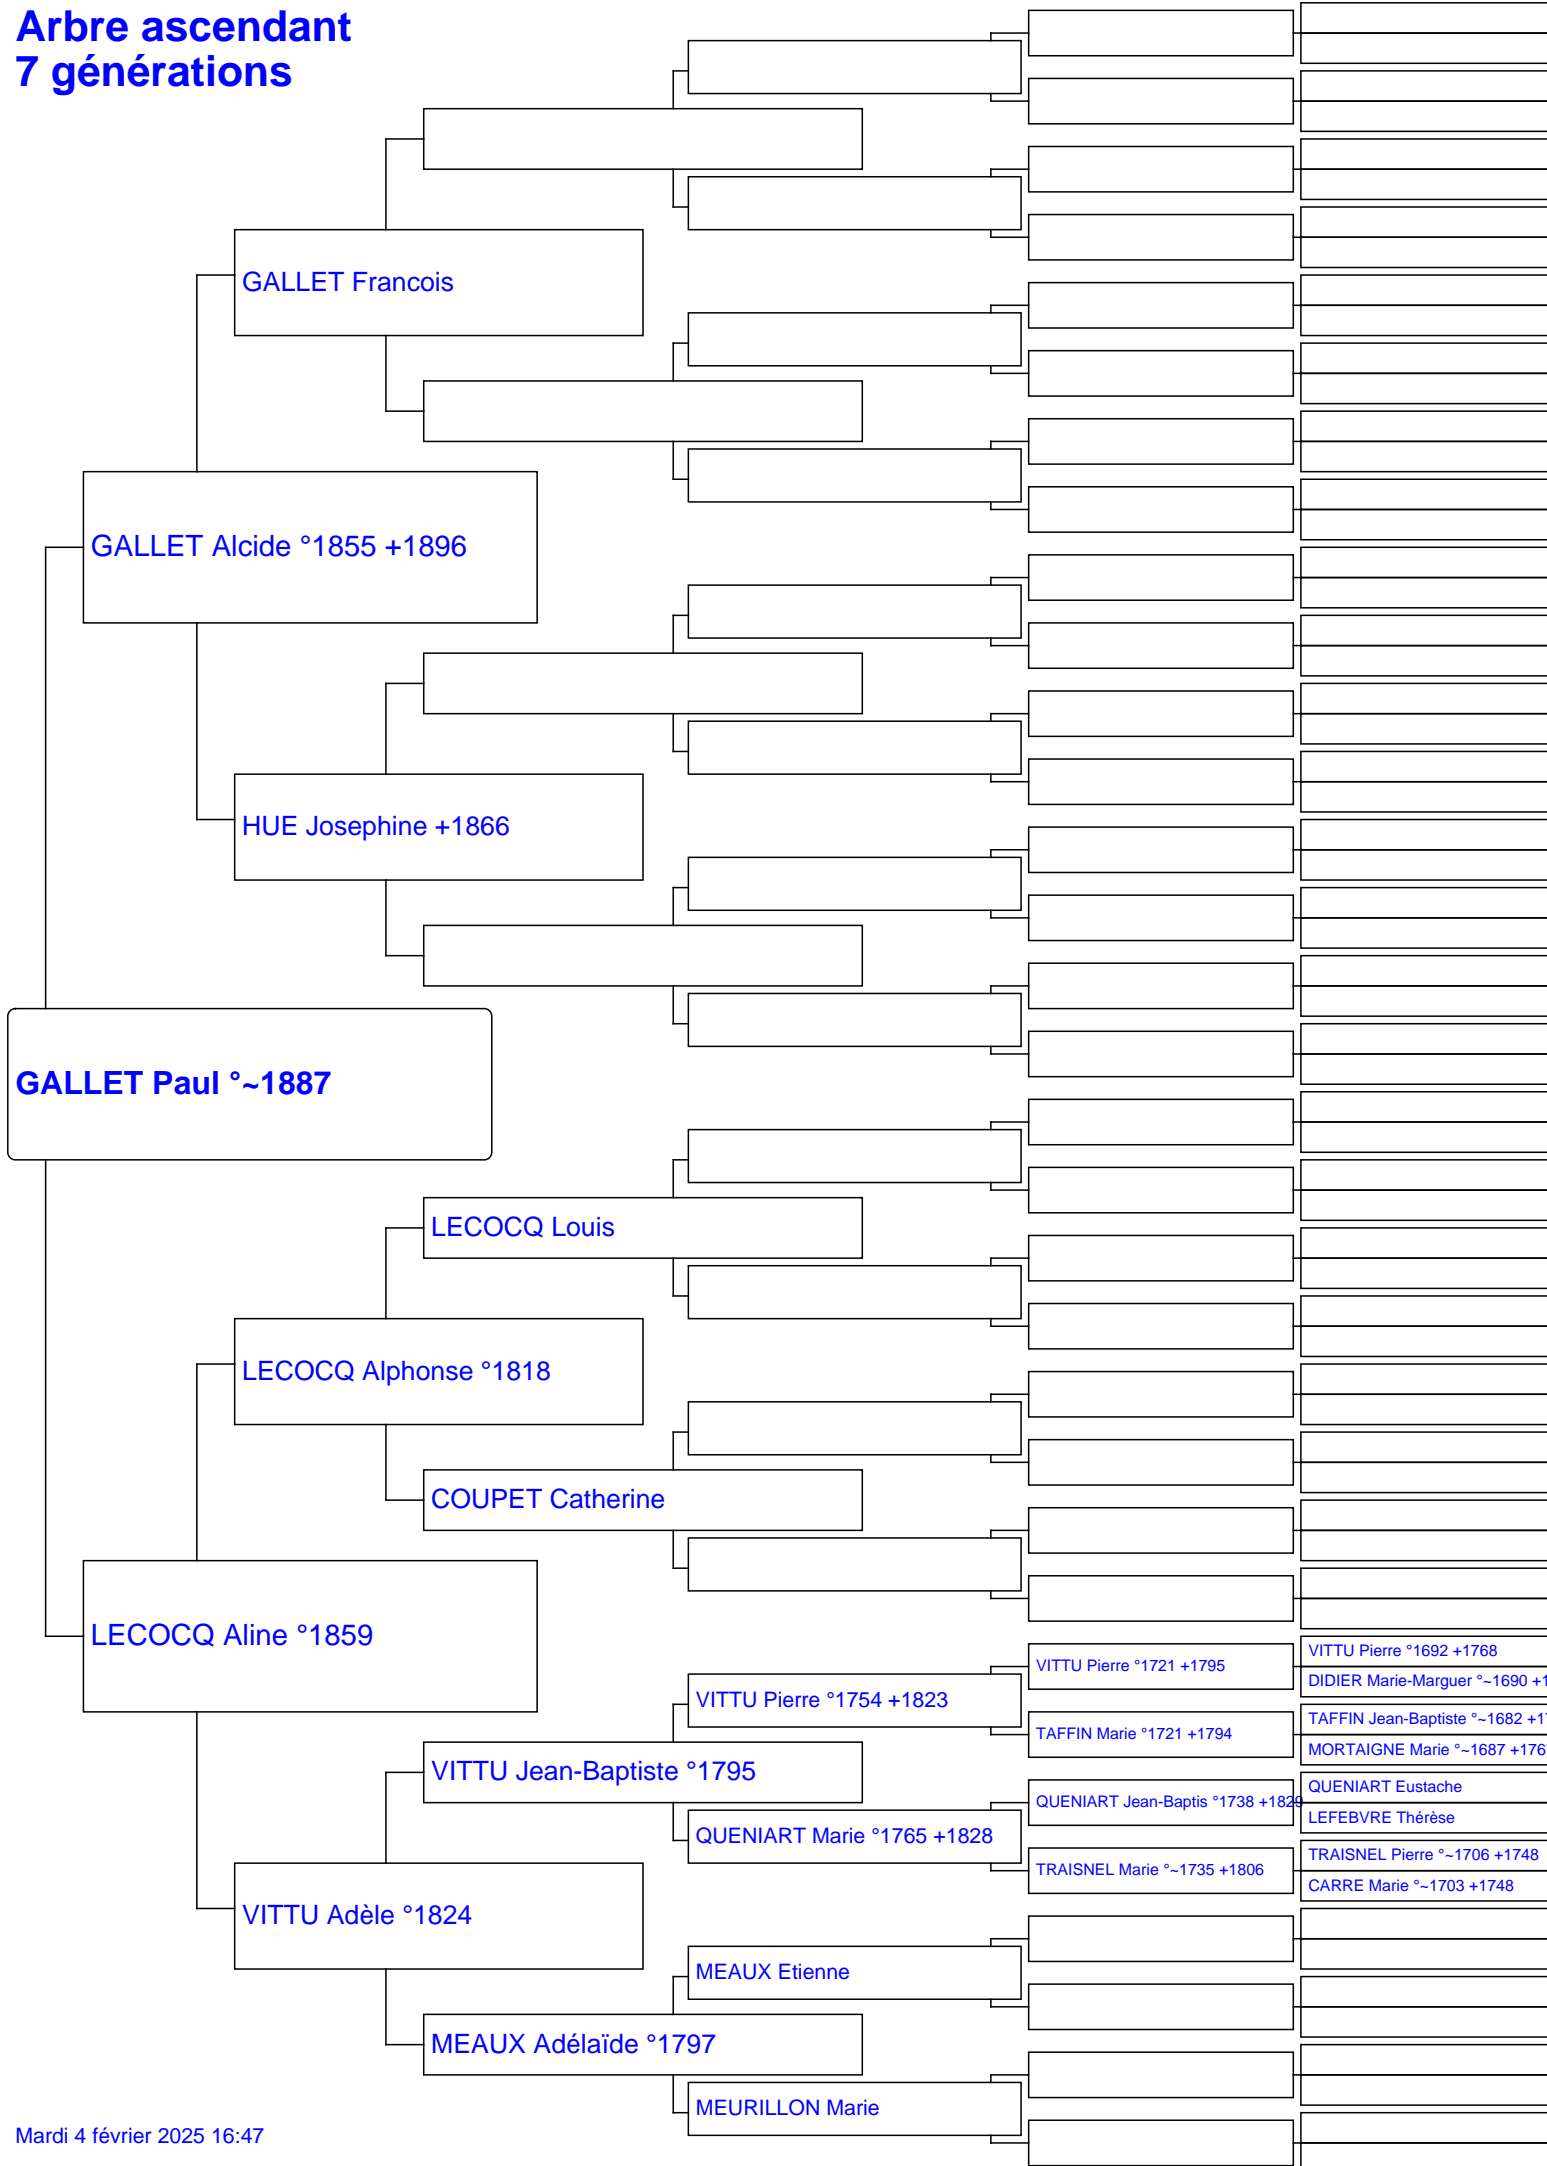 Arbre ascendant
7 générations
GALLET Francois
GALLET Alcide °1855 +1896
HUE Josephine +1866
GALLET Paul °~1887
LECOCQ Louis
LECOCQ Alphonse °1818
COUPET Catherine
LECOCQ Aline °1859
VITTU Pierre °1692 +1768
VITTU Pierre °1721 +1795
DIDIER Marie-Marguer °~1690 +1
VITTU Pierre °1754 +1823
TAFFIN Jean-Baptiste °~1682 +17
TAFFIN Marie °1721 +1794
MORTAIGNE Marie °~1687 +176
VITTU Jean-Baptiste °1795
QUENIART Eustache
QUENIART Jean-Baptis °1738 +1829
LEFEBVRE Thérèse
QUENIART Marie °1765 +1828
TRAISNEL Pierre °~1706 +1748
TRAISNEL Marie °~1735 +1806
CARRE Marie °~1703 +1748
VITTU Adèle °1824
MEAUX Etienne
MEAUX Adélaïde °1797
MEURILLON Marie
Mardi 4 février 2025 16:47